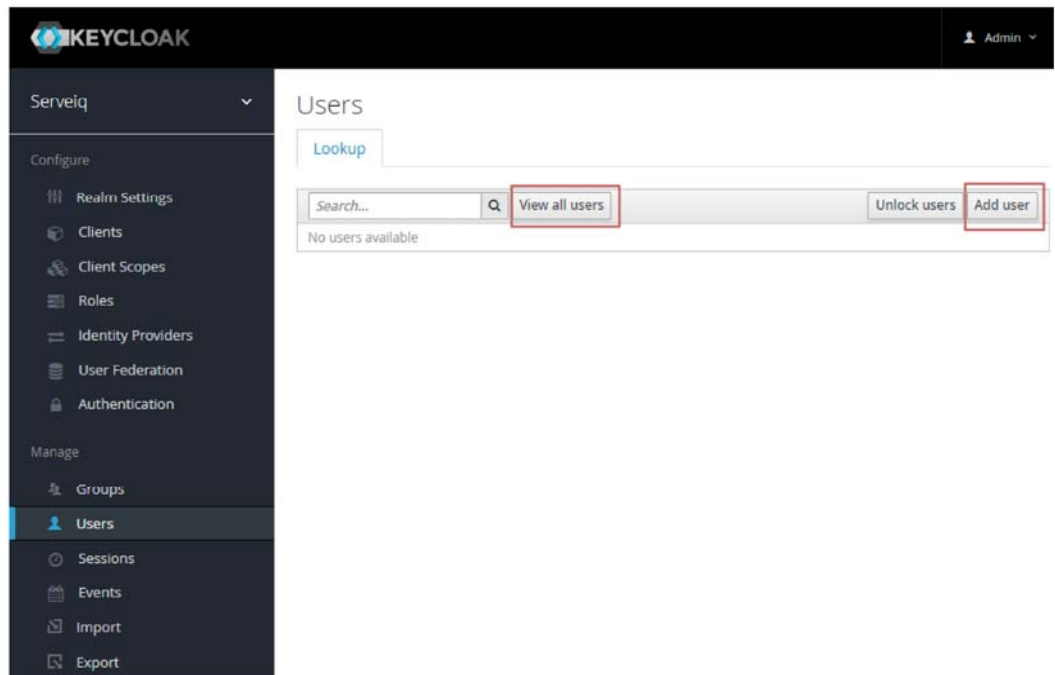 KEYCLOAK
Admin
Serveiq
Users
Lookup
Configure
Realm Settings
Clients
Client Scopes
Roles
Identity Providers
User Federation
Authentication
Search...
View all users
Unlock users
Add user
No users available
Manage
Groups
Users
Sessions
Events
Import
Export